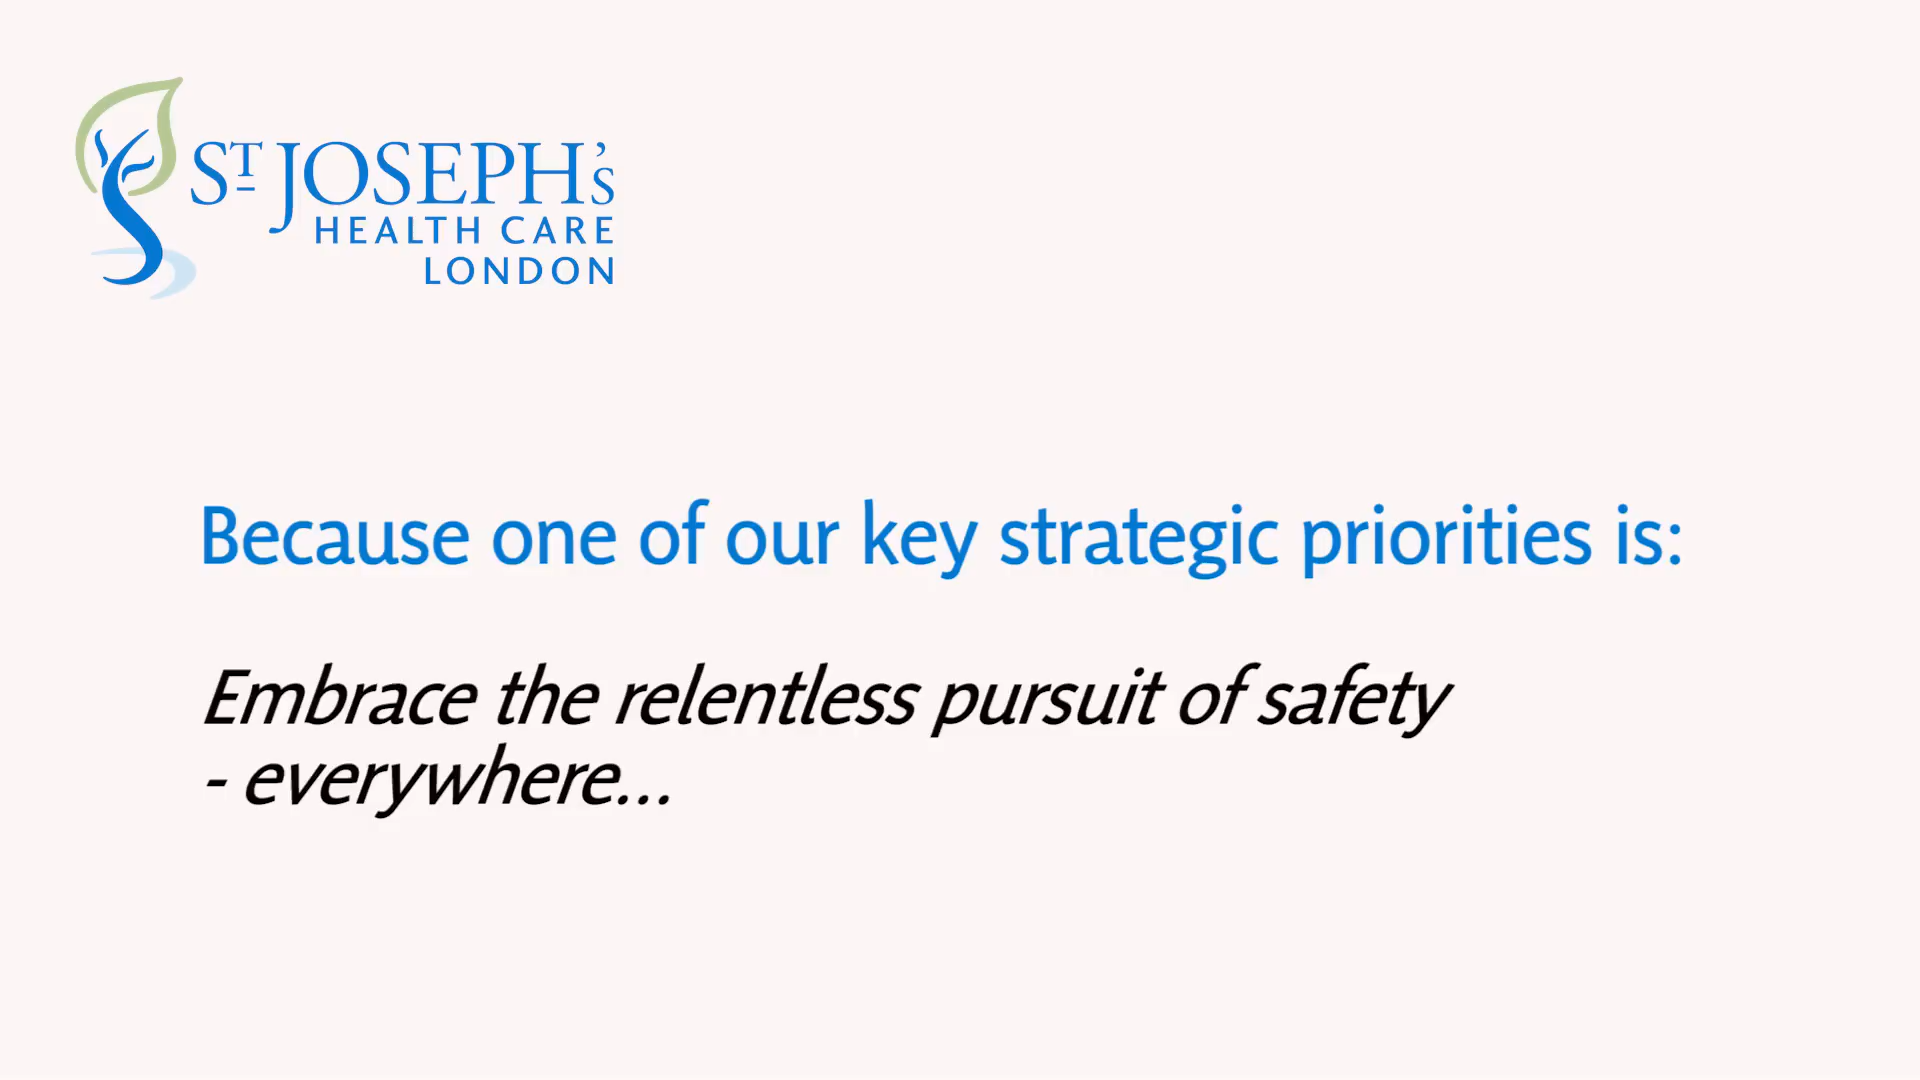 ST JOSEPH's
HEALTH CARE
LONDON
Because one of our key strategic priorities is:
Embrace the relentless pursuit of safety
- everywhere...